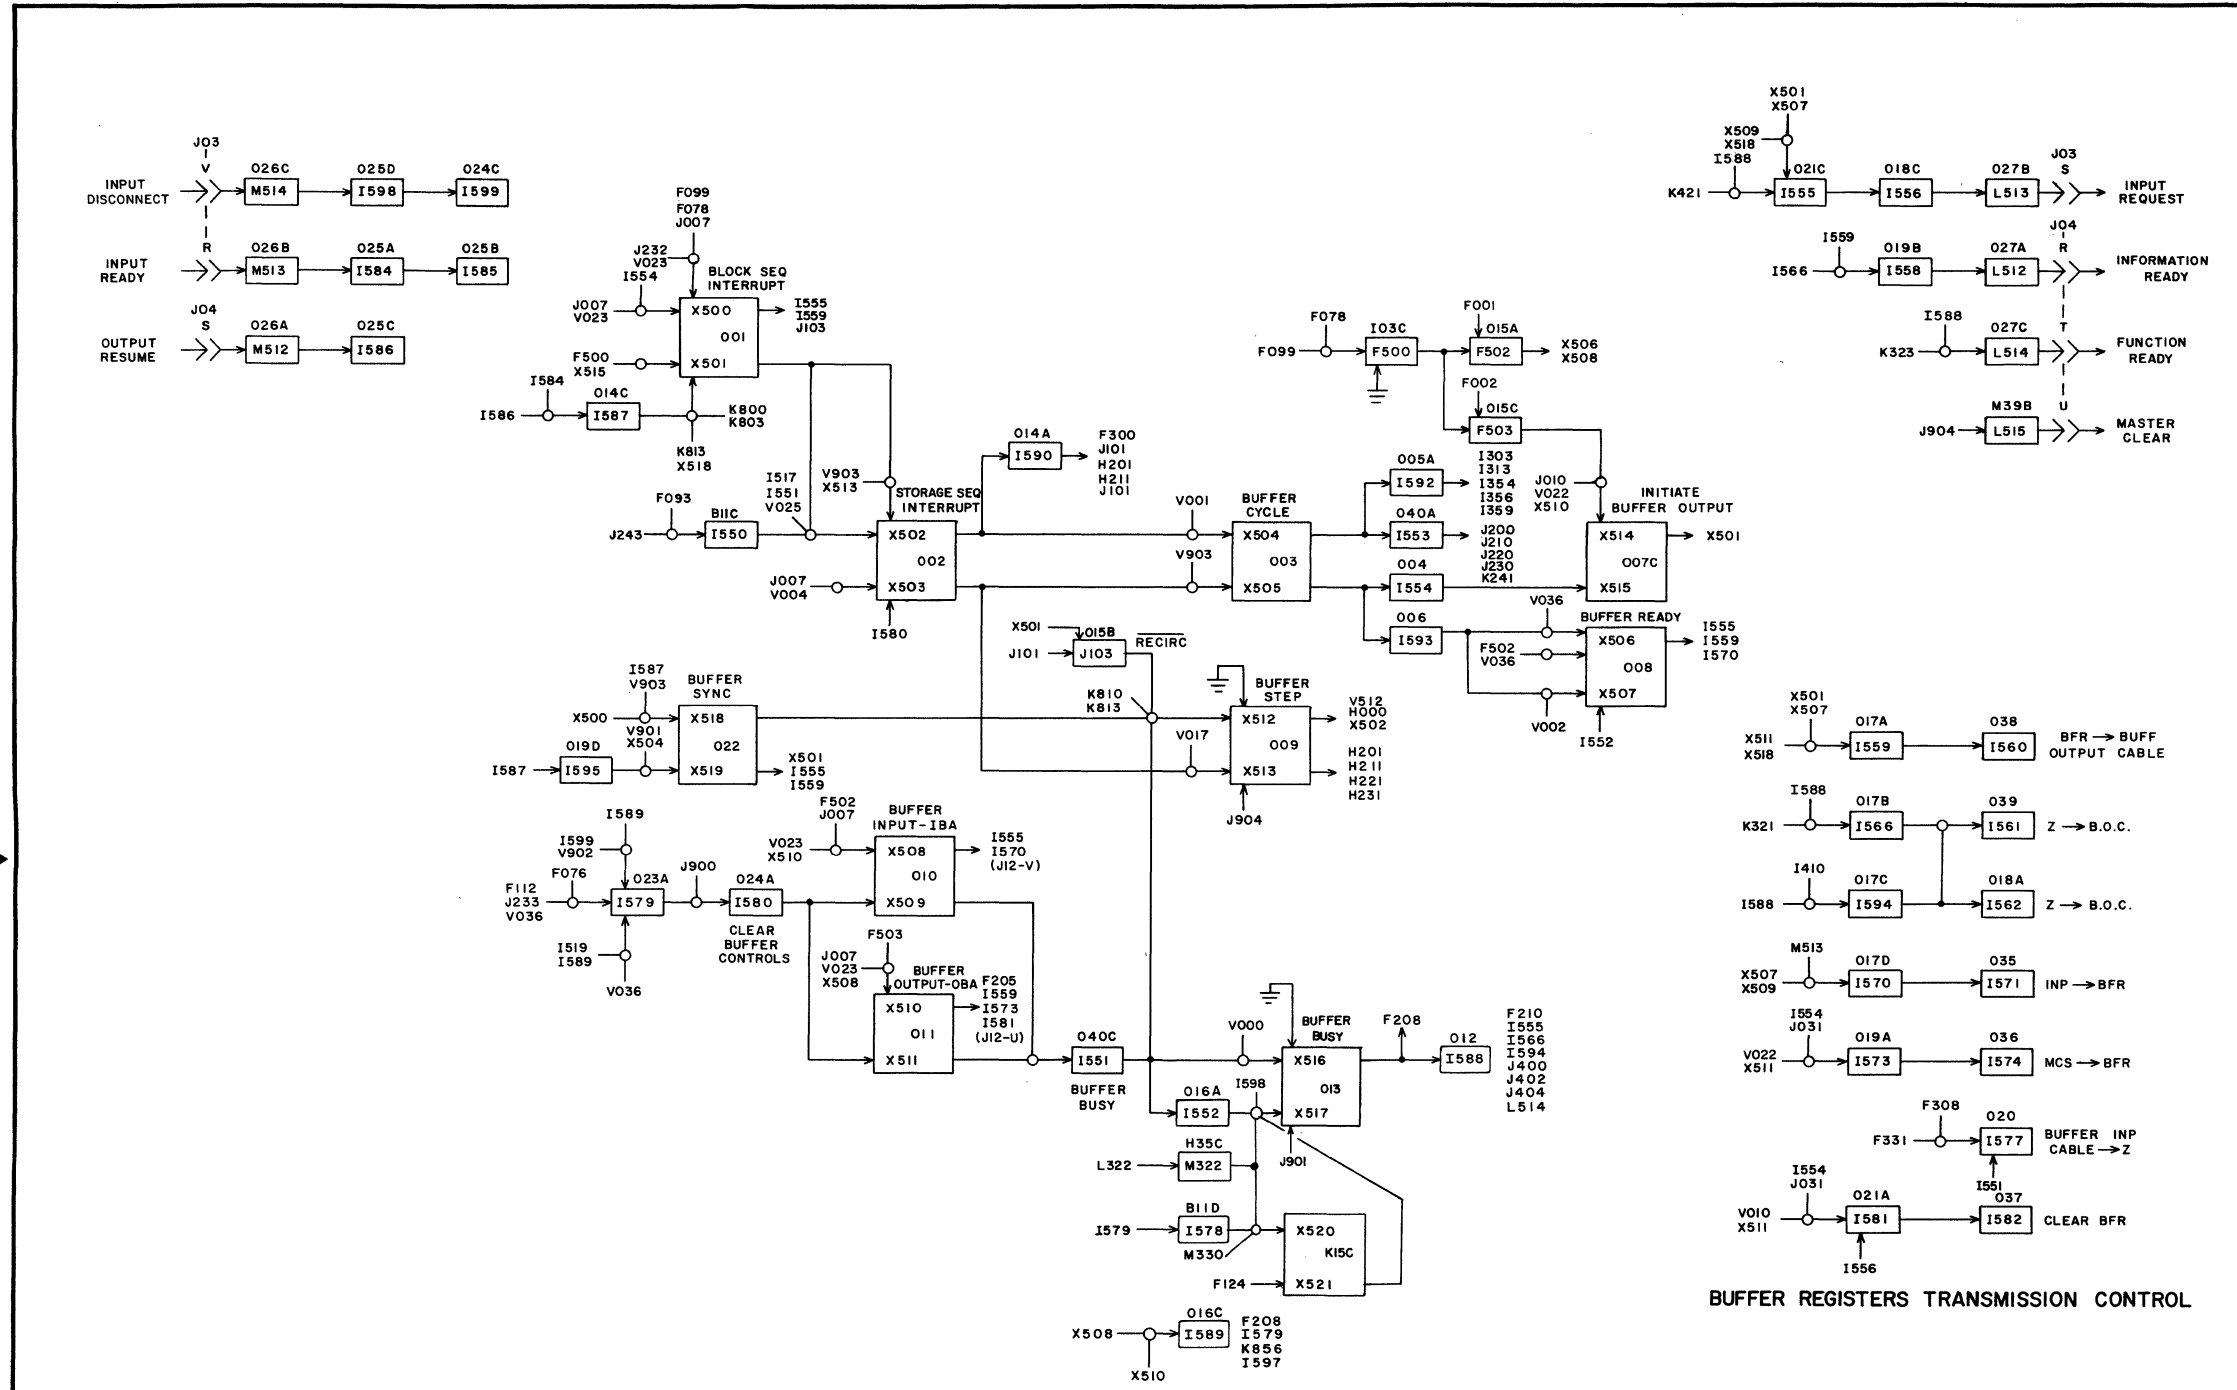 J03
V
026C
025D
024C
INPUT
DISCONNECT
M514
I598
I599
R
026B
025A
025B
INPUT
READY
M513
I584
I585
J04
S
026A
025C
OUTPUT
RESUME
M512
I586
F099
F078
J007
J232
V023
I554
BLOCK SEQ
INTERRUPT
J007
V023
X500
001
X501
I555
I559
J103
F500
X515
I584
014C
I586
I587
K800
K803
K813
X518
014A
I590
F300
J101
H201
H211
J101
I517
I551
V025
V903
X513
STORAGE SEQ
INTERRUPT
F093
B11C
J243
I550
X502
002
X503
J007
V004
I580
V001
BUFFER
CYCLE
V903
X504
003
X505
F078
F099
I03C
F500
F001
015A
F502
X506
X508
F002
015C
F503
005A
I592
I303
I313
I354
I356
I359
040A
I553
J200
J210
J220
J230
K241
004
I554
006
I593
J010
V022
X510
INITIATE
BUFFER OUTPUT
X514
007C
X515
X501
V036
BUFFER READY
F502
V036
X506
008
X507
I555
I559
I570
V002
I552
X501
015B
RECIRC
J101
J103
I587
V903
BUFFER
SYNC
X500
X518
022
X519
V901
X504
019D
I587
I595
X501
I555
I559
K810
K813
BUFFER
STEP
V017
X512
009
X513
V512
H000
X502
H201
H211
H221
H231
J904
F502
J007
BUFFER
INPUT-IBA
V023
X510
X508
010
X509
I555
I570
(J12-V)
I589
I599
V902
F076
F112
J233
V036
023A
I579
J900
024A
I580
CLEAR
BUFFER
CONTROLS
I519
I589
V036
F503
J007
V023
X508
BUFFER
OUTPUT-OBA
X510
011
X511
F205
I559
I573
I581
(J12-U)
040C
I551
BUFFER
BUSY
V000
BUFFER
BUSY
X516
013
X517
F208
012
I588
F210
I555
I566
I594
J400
J402
J404
L514
I598
016A
I552
J901
H35C
L322
M322
B11D
I579
I578
M330
X520
K15C
X521
F124
016C
X508
I589
X510
F208
I579
K856
I597
X501
X507
X509
X518
I588
K421
021C
I555
018C
I556
027B
L513
J03
S
INPUT
REQUEST
I559
I566
019B
I558
027A
L512
J04
R
INFORMATION
READY
I588
K323
027C
L514
T
FUNCTION
READY
J904
M39B
L515
U
MASTER
CLEAR
X501
X507
X511
X518
017A
I559
038
I560
BFR → BUFF
OUTPUT CABLE
I588
K321
017B
I566
039
I561
Z → B.O.C.
I410
I588
017C
I594
018A
I562
Z → B.O.C.
M513
X507
X509
017D
I570
035
I571
INP → BFR
I554
J031
V022
X511
019A
I573
036
I574
MCS → BFR
F308
F331
020
I577
BUFFER INP
CABLE → Z
I551
I554
J031
V010
X511
021A
I581
037
I582
CLEAR BFR
I556
BUFFER REGISTERS TRANSMISSION CONTROL